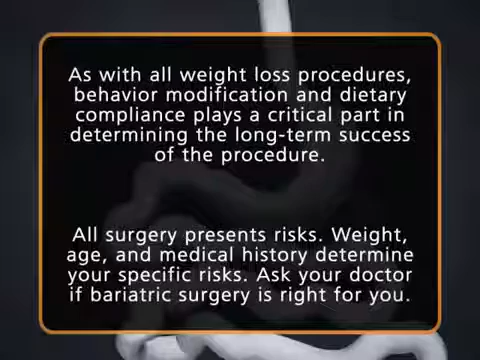 As with all weight loss procedures,
behavior modification and dietary
compliance plays a critical part in
determining the long-term success
of the procedure.
All surgery presents risks. Weight,
age, and medical history determine
your specific risks. Ask your doctor
if bariatric surgery is right for you.